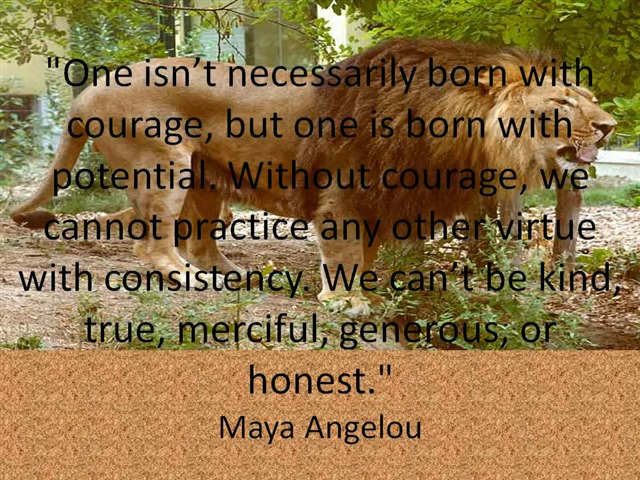 "One isn’t necessarily born with
courage, but one is born with
potential. Without courage, we
cannot practice any other virtue
with consistency. We can’t be kind,
true, merciful, generous, or
honest."
Maya Angelou